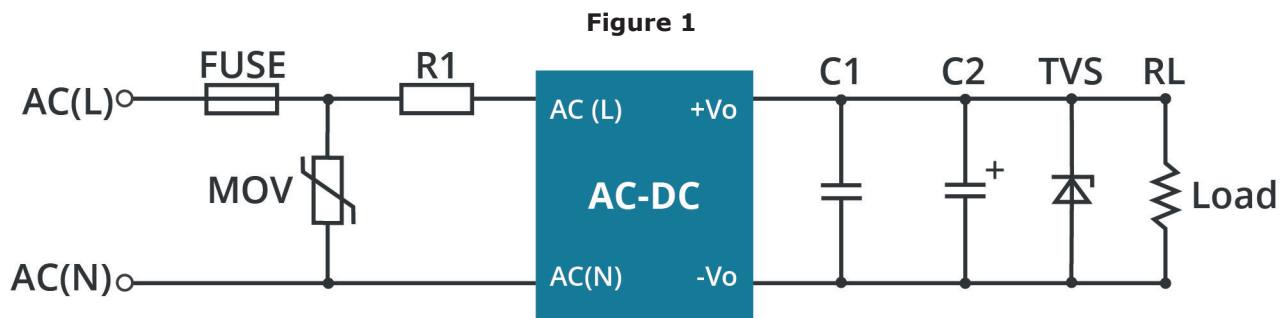 Figure 1
FUSE
R1
C1
C2
TVS
RL
AC(L)
AC (L)
+Vo
MOV
AC-DC
+
Load
AC(N)
AC(N)
-Vo